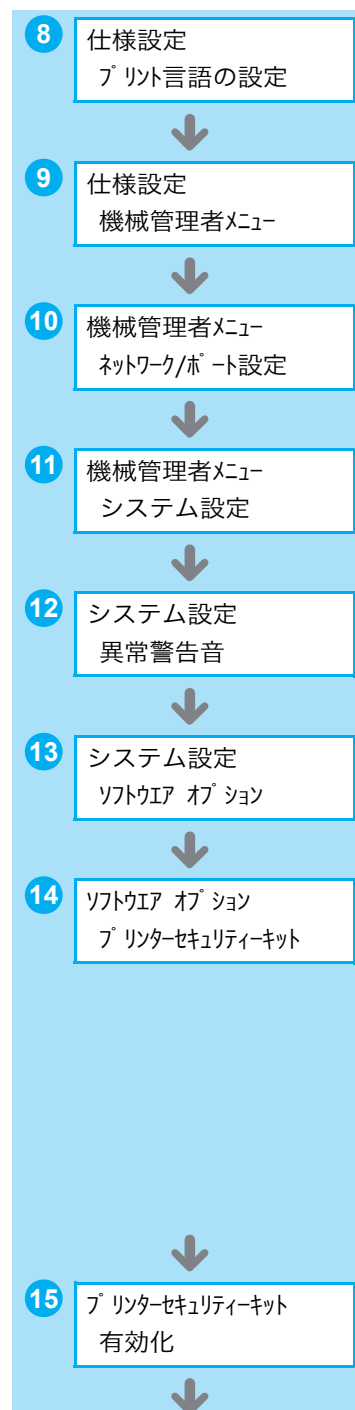 8
仕様設定
ﾌﾟﾘﾝﾄ言語の設定
9
仕様設定
機械管理者ﾒﾆｭｰ
10
機械管理者ﾒﾆｭｰ
ﾈｯﾄﾜｰｸ/ﾎﾟｰﾄ設定
11
機械管理者ﾒﾆｭｰ
システム設定
12
システム設定
異常警告音
13
システム設定
ｿﾌﾄｳｴｱ ｵﾌﾟｼｮﾝ
14
ｿﾌﾄｳｴｱ ｵﾌﾟｼｮﾝ
ﾌﾟﾘﾝﾀｰｾｷｭﾘﾃｨｰｷｯﾄ
15
ﾌﾟﾘﾝﾀｰｾｷｭﾘﾃｨｰｷｯﾄ
有効化